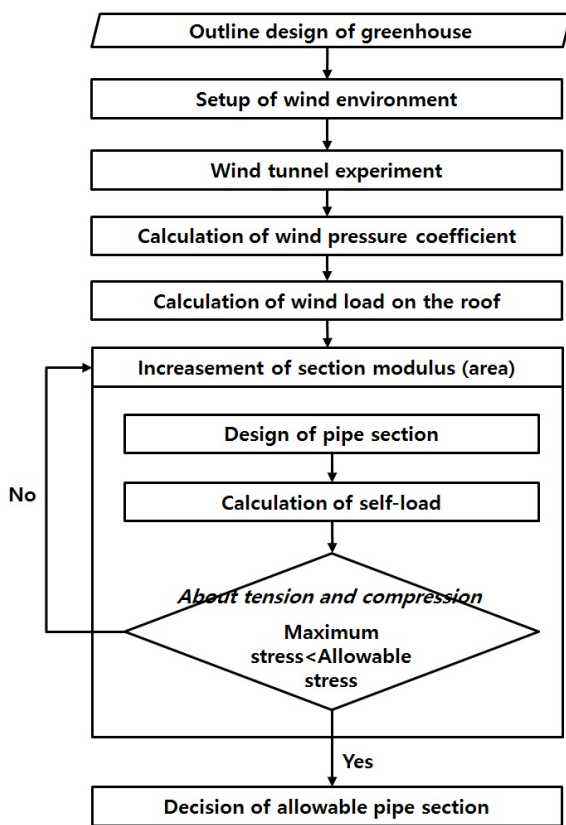 Outline design of greenhouse
Setup of wind environment
Wind tunnel experiment
Calculation of wind pressure coefficient
Calculation of wind load on the roof
Increasement of section modulus (area)
Design of pipe section
No
Calculation of self-load
About tension and compression
Maximum
stress<Allowable
stress
Yes
Decision of allowable pipe section